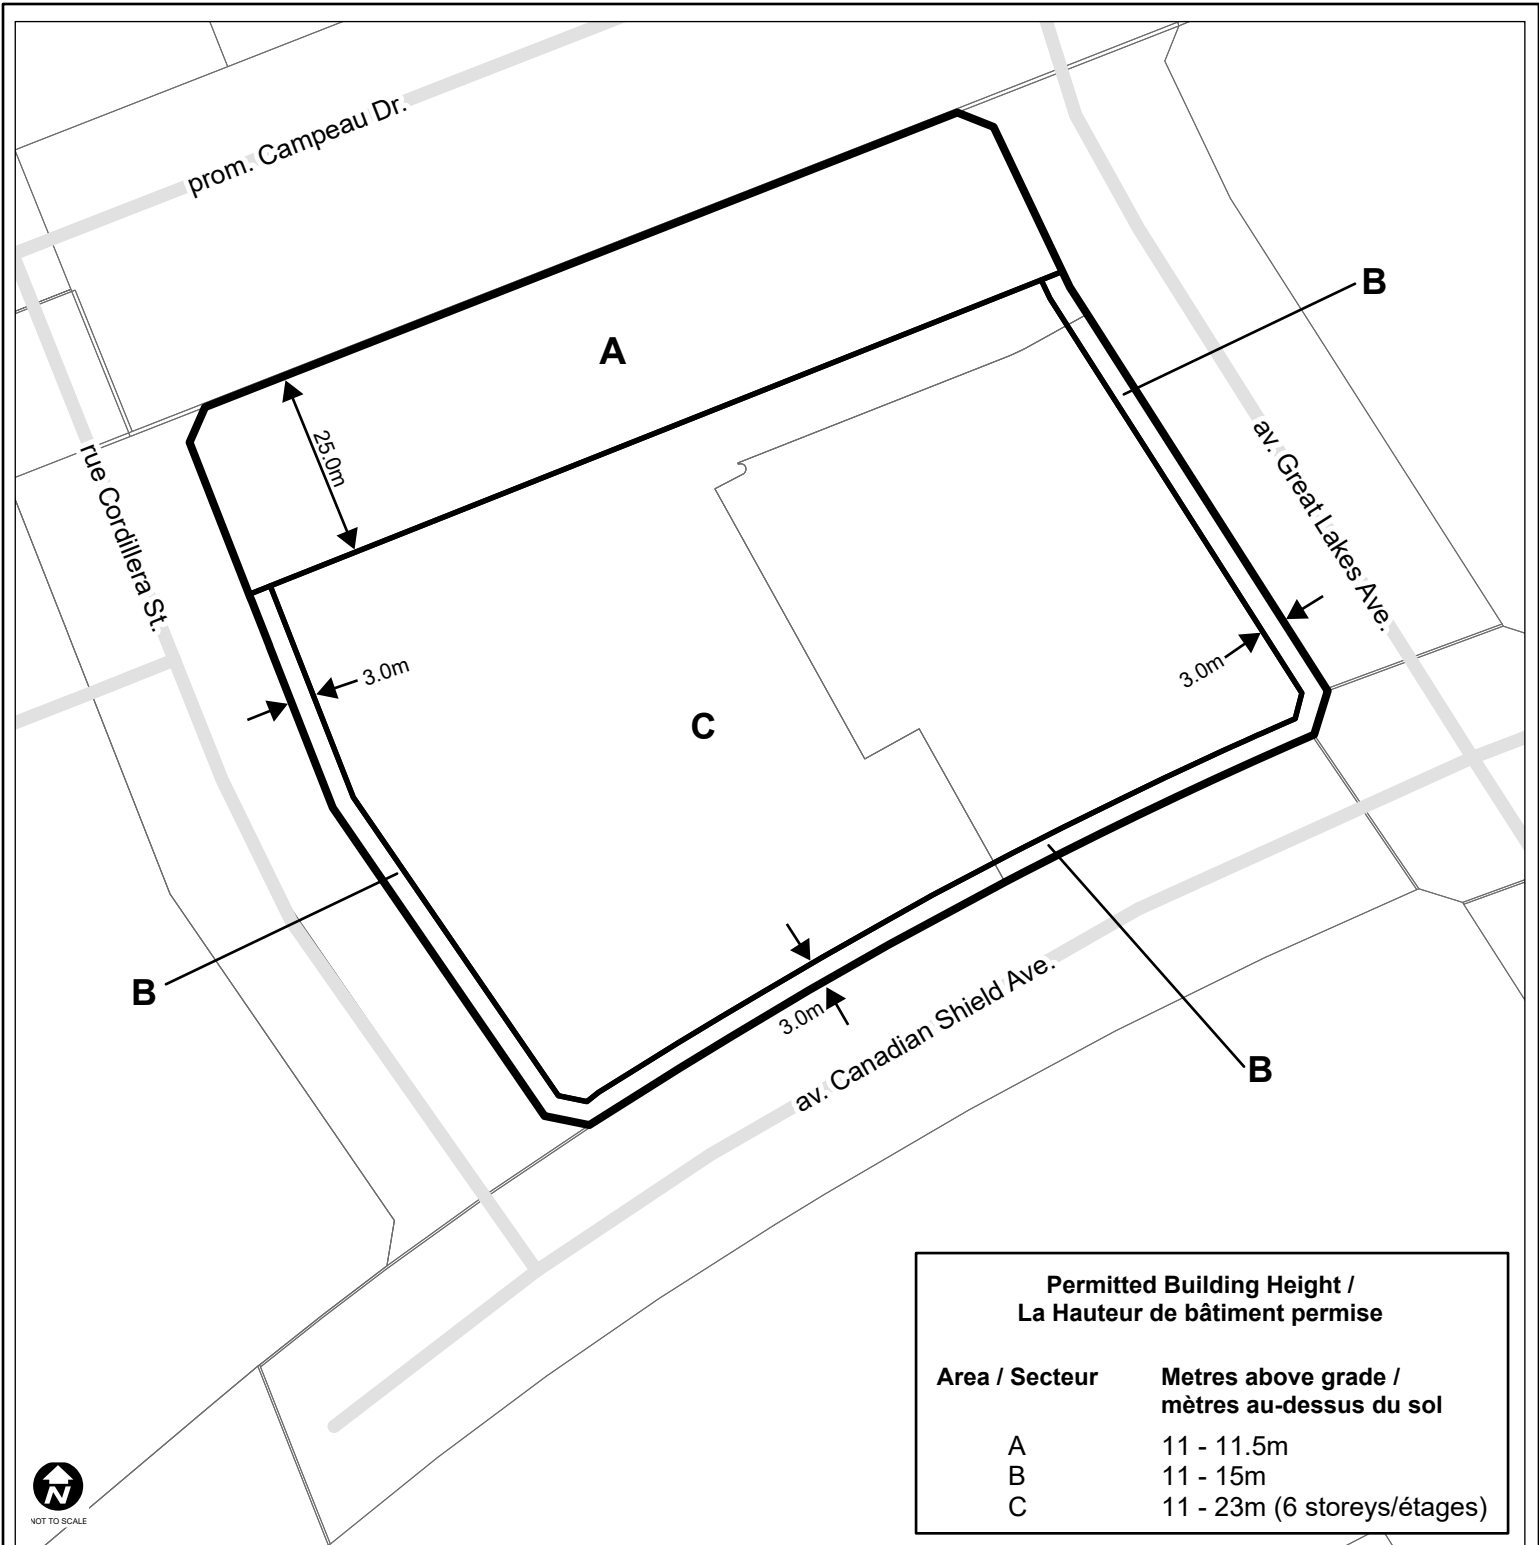 prom. Campeau Dr.
B
A
25.0m
av. Great Lakes Ave.
rue Cordillera St.
3.0m
3.0m
C
B
3.0m
av. Canadian Shield Ave.
B
Permitted Building Height /
La Hauteur de bâtiment permise
Area / Secteur
Metres above grade /
mètres au-dessus du sol
A 11 - 11.5m
B 11 - 15m
C 11 - 23m (6 storeys/étages)
N
NOT TO SCALE